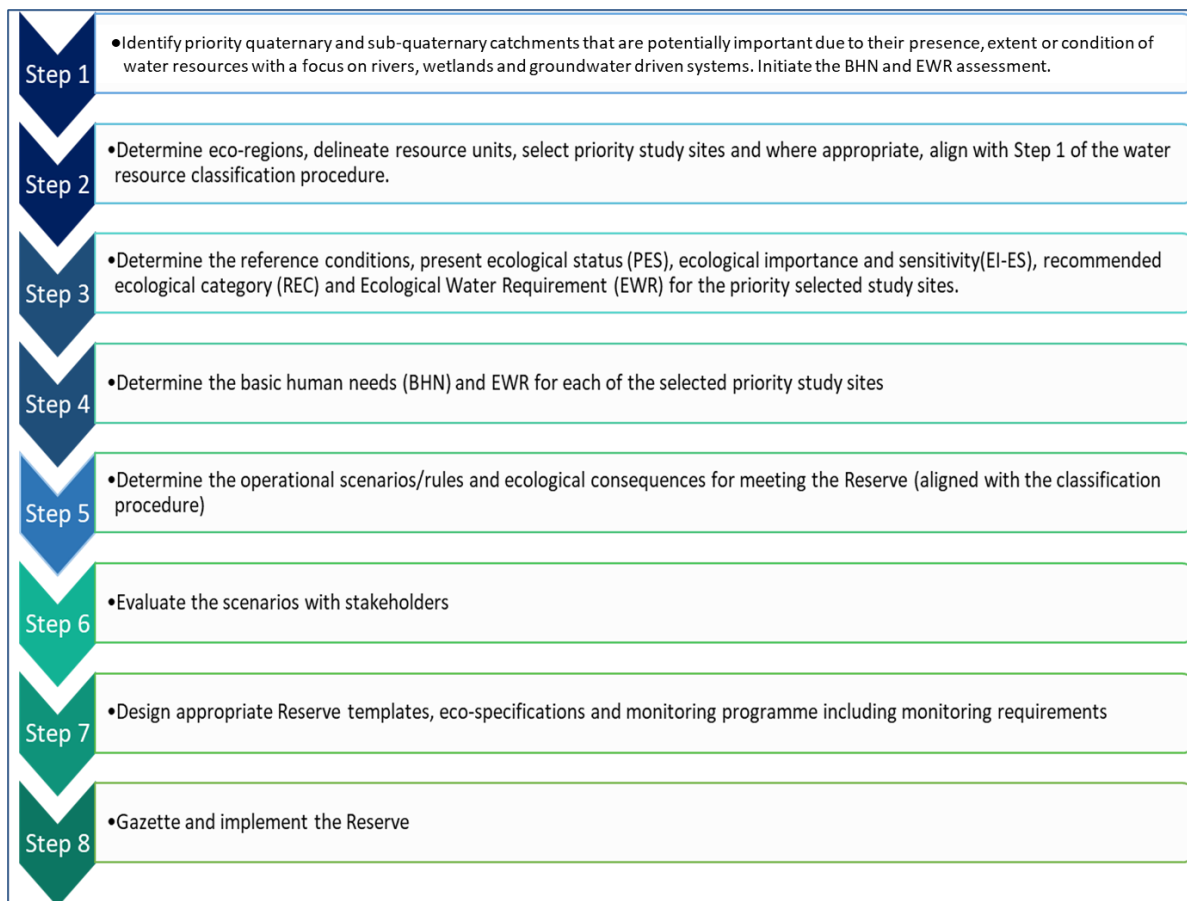 Step 1
•Identify priority quaternary and sub-quaternary catchments that are potentially important due to their presence, extent or condition of
water resources with a focus on rivers, wetlands and groundwater driven systems. Initiate the BHN and EWR assessment.
Step 2
•Determine eco-regions, delineate resource units, select priority study sites and where appropriate, align with Step 1 of the water
resource classification procedure.
Step 3
•Determine the reference conditions, present ecological status (PES), ecological importance and sensitivity(EI-ES), recommended
ecological category (REC) and Ecological Water Requirement (EWR) for the priority selected study sites.
Step 4
•Determine the basic human needs (BHN) and EWR for each of the selected priority study sites
Step 5
•Determine the operational scenarios/rules and ecological consequences for meeting the Reserve (aligned with the classification
procedure)
Step 6
•Evaluate the scenarios with stakeholders
Step 7
•Design appropriate Reserve templates, eco-specifications and monitoring programme including monitoring requirements
Step 8
•Gazette and implement the Reserve